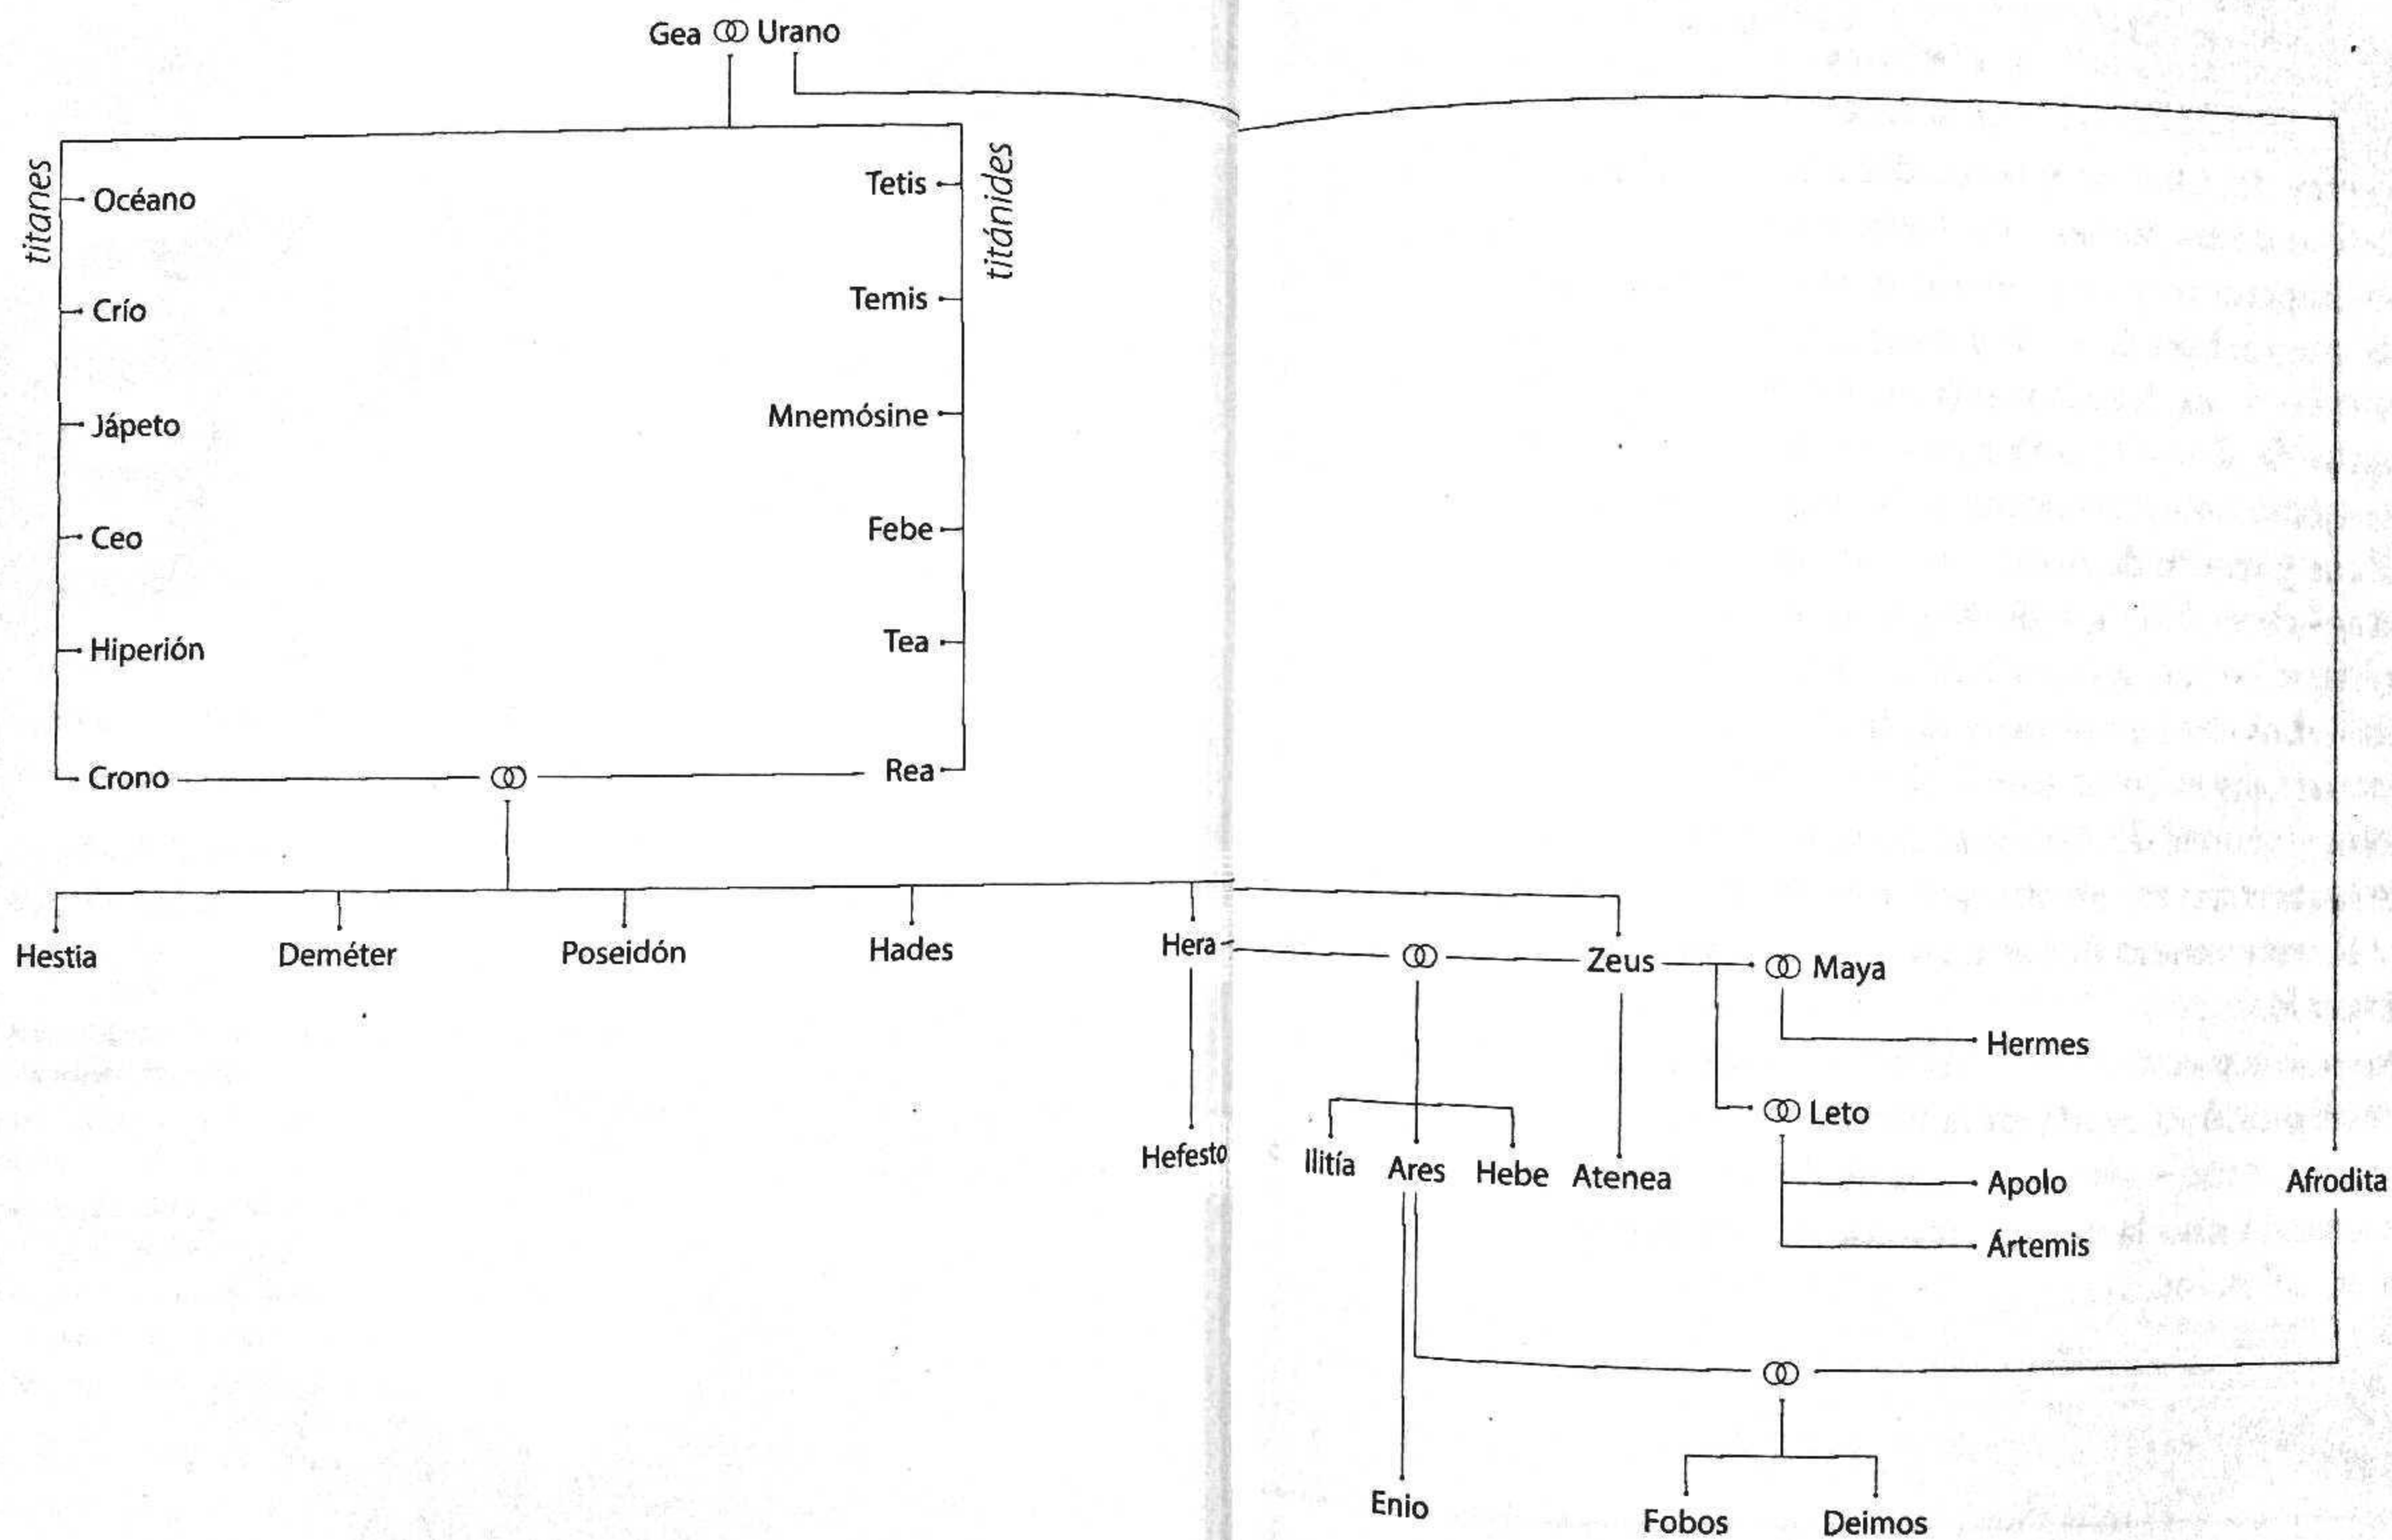 Gea Urano
titanes
titánides
Océano
Tetis
Crío
Temis
Jápeto
Mnemósine
Ceo
Febe
Hiperión
Tea
Crono
Rea
Hestia
Deméter
Poseidón
Hades
Hera
Zeus
Maya
Hermes
Leto
Hefesto
Ilitía
Ares
Hebe
Atenea
Apolo
Afrodita
Ártemis
Enio
Fobos
Deimos